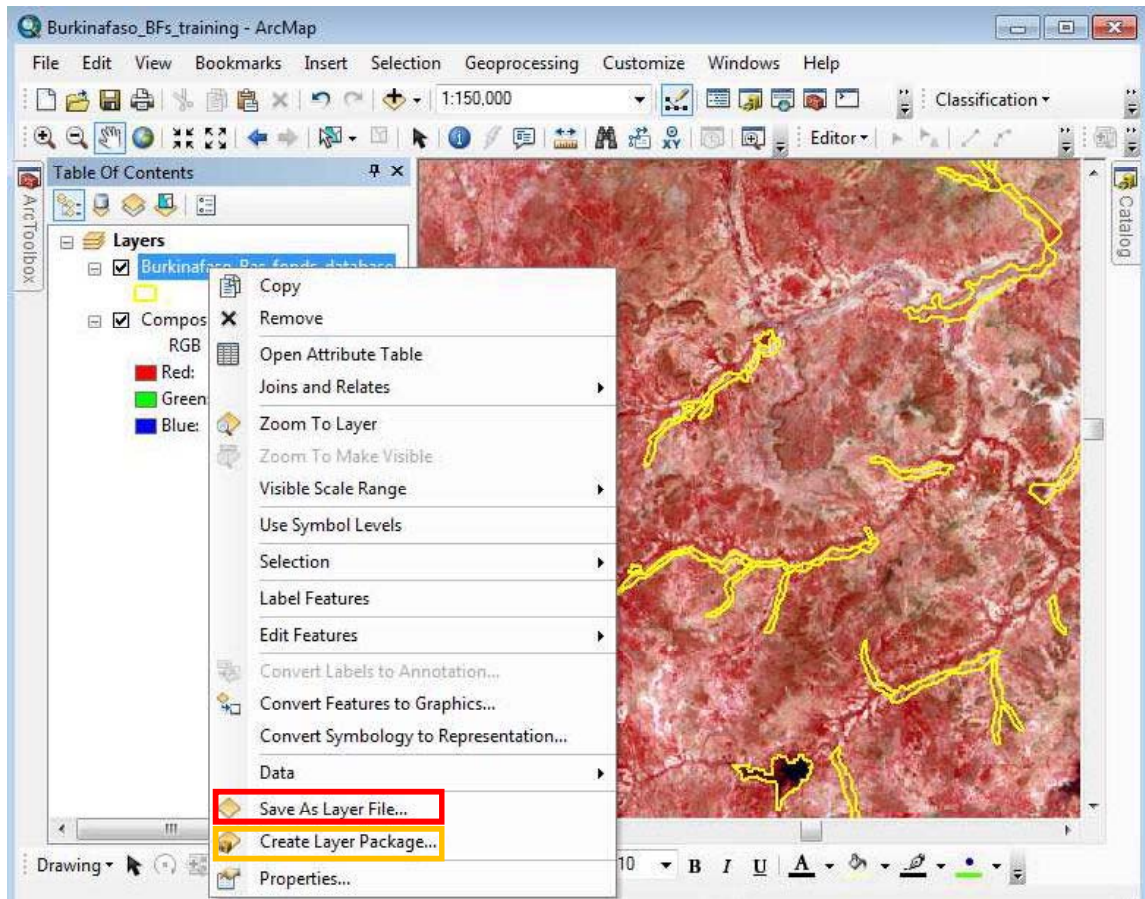 Burkinafaso_BFs_training - ArcMap
File Edit View Bookmarks Insert Selection Geoprocessing Customize Windows Help
1:150,000 Classification
Editor
Table Of Contents
ArcToolbox
Catalog
Layers
Burkinafaso_Bas_fonds_database
Compos
RGB
Red:
Green:
Blue:
Copy
Remove
Open Attribute Table
Joins and Relates
Zoom To Layer
Zoom To Make Visible
Visible Scale Range
Use Symbol Levels
Selection
Label Features
Edit Features
Convert Labels to Annotation...
Convert Features to Graphics...
Convert Symbology to Representation...
Data
Save As Layer File...
Create Layer Package...
Properties...
Drawing 10 B I U A